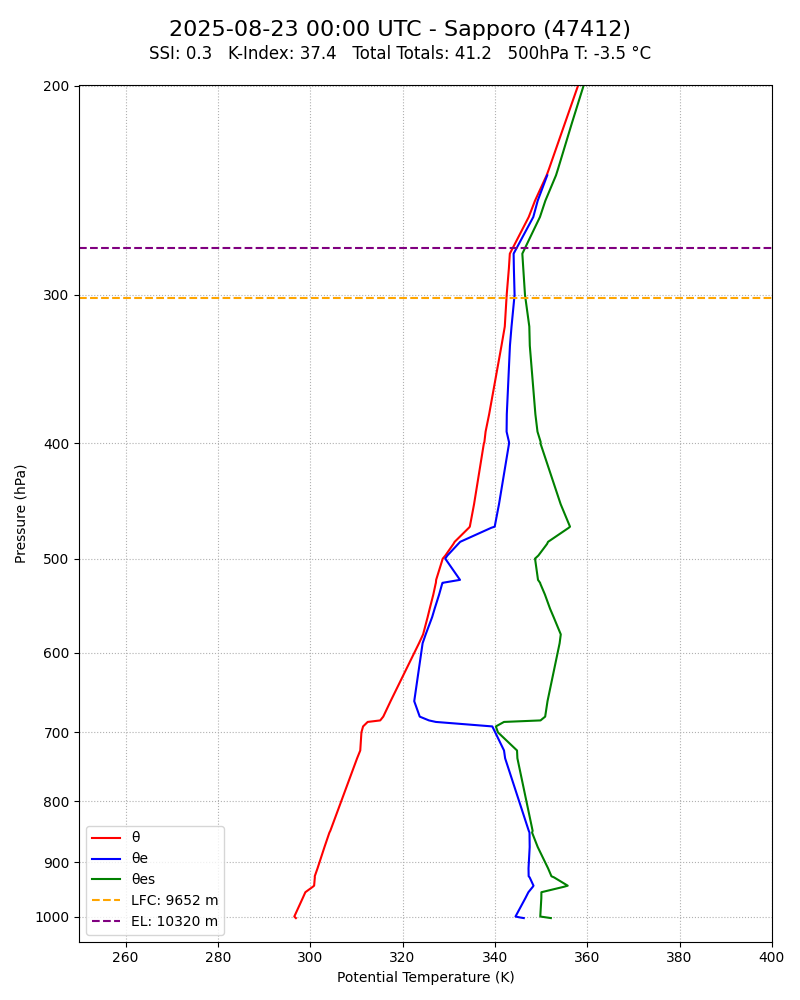 2025-08-23 00:00 UTC - Sapporo (47412)
SSI: 0.3   K-Index: 37.4   Total Totals: 41.2   500hPa T: -3.5 °C
200
300
400
500
600
700
800
900
1000
Pressure (hPa)
θ
θe
θes
LFC: 9652 m
EL: 10320 m
260 280 300 320 340 360 380 400
Potential Temperature (K)